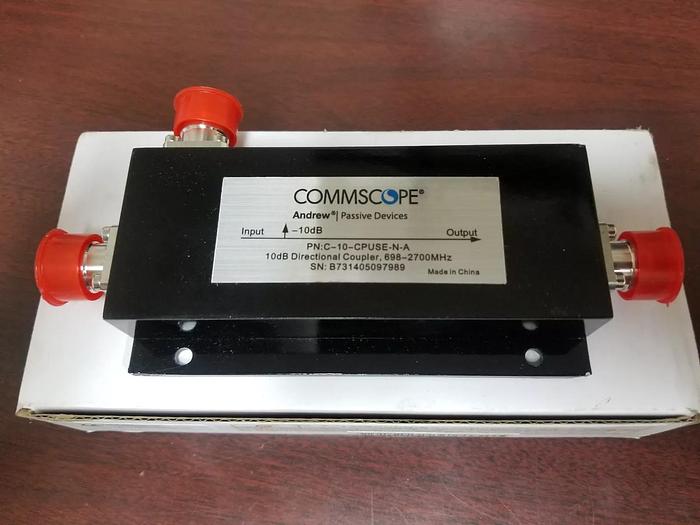 COMMSCOPE®
Andrew® | Passive Devices
Input -10dB Output
PN:C-10-CPUSE-N-A
10dB Directional Coupler, 698-2700MHz
SN: B731405097989
Made in China